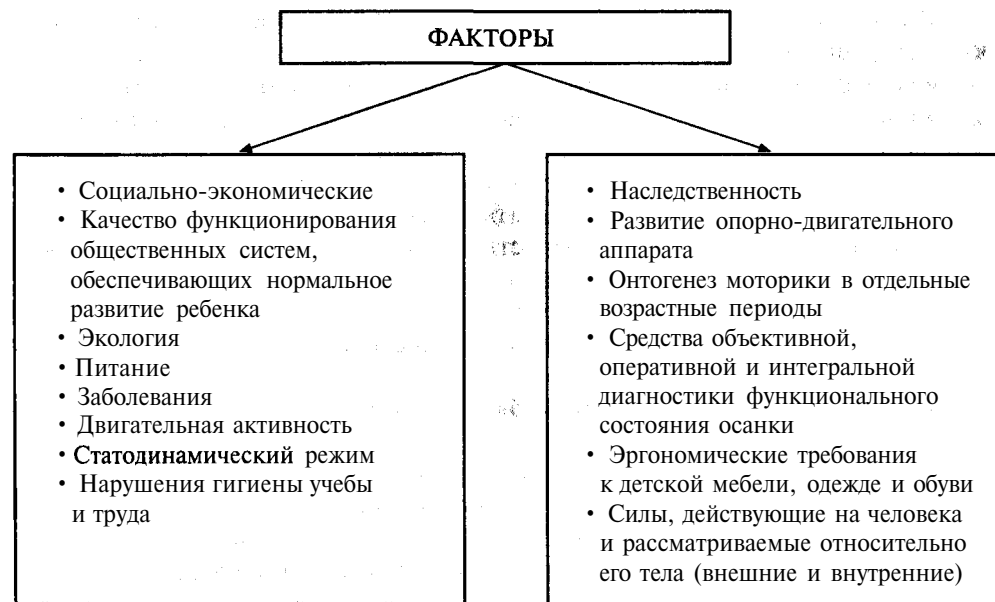 ФАКТОРЫ
• Социально-экономические
• Качество функционирования
общественных систем,
обеспечивающих нормальное
развитие ребенка
• Экология
• Питание
• Заболевания
• Двигательная активность
• Статодинамический режим
• Нарушения гигиены учебы
и труда
• Наследственность
• Развитие опорно-двигательного
аппарата
• Онтогенез моторики в отдельные
возрастные периоды
• Средства объективной,
оперативной и интегральной
диагностики функционального
состояния осанки
• Эргономические требования
к детской мебели, одежде и обуви
• Силы, действующие на человека
и рассматриваемые относительно
его тела (внешние и внутренние)